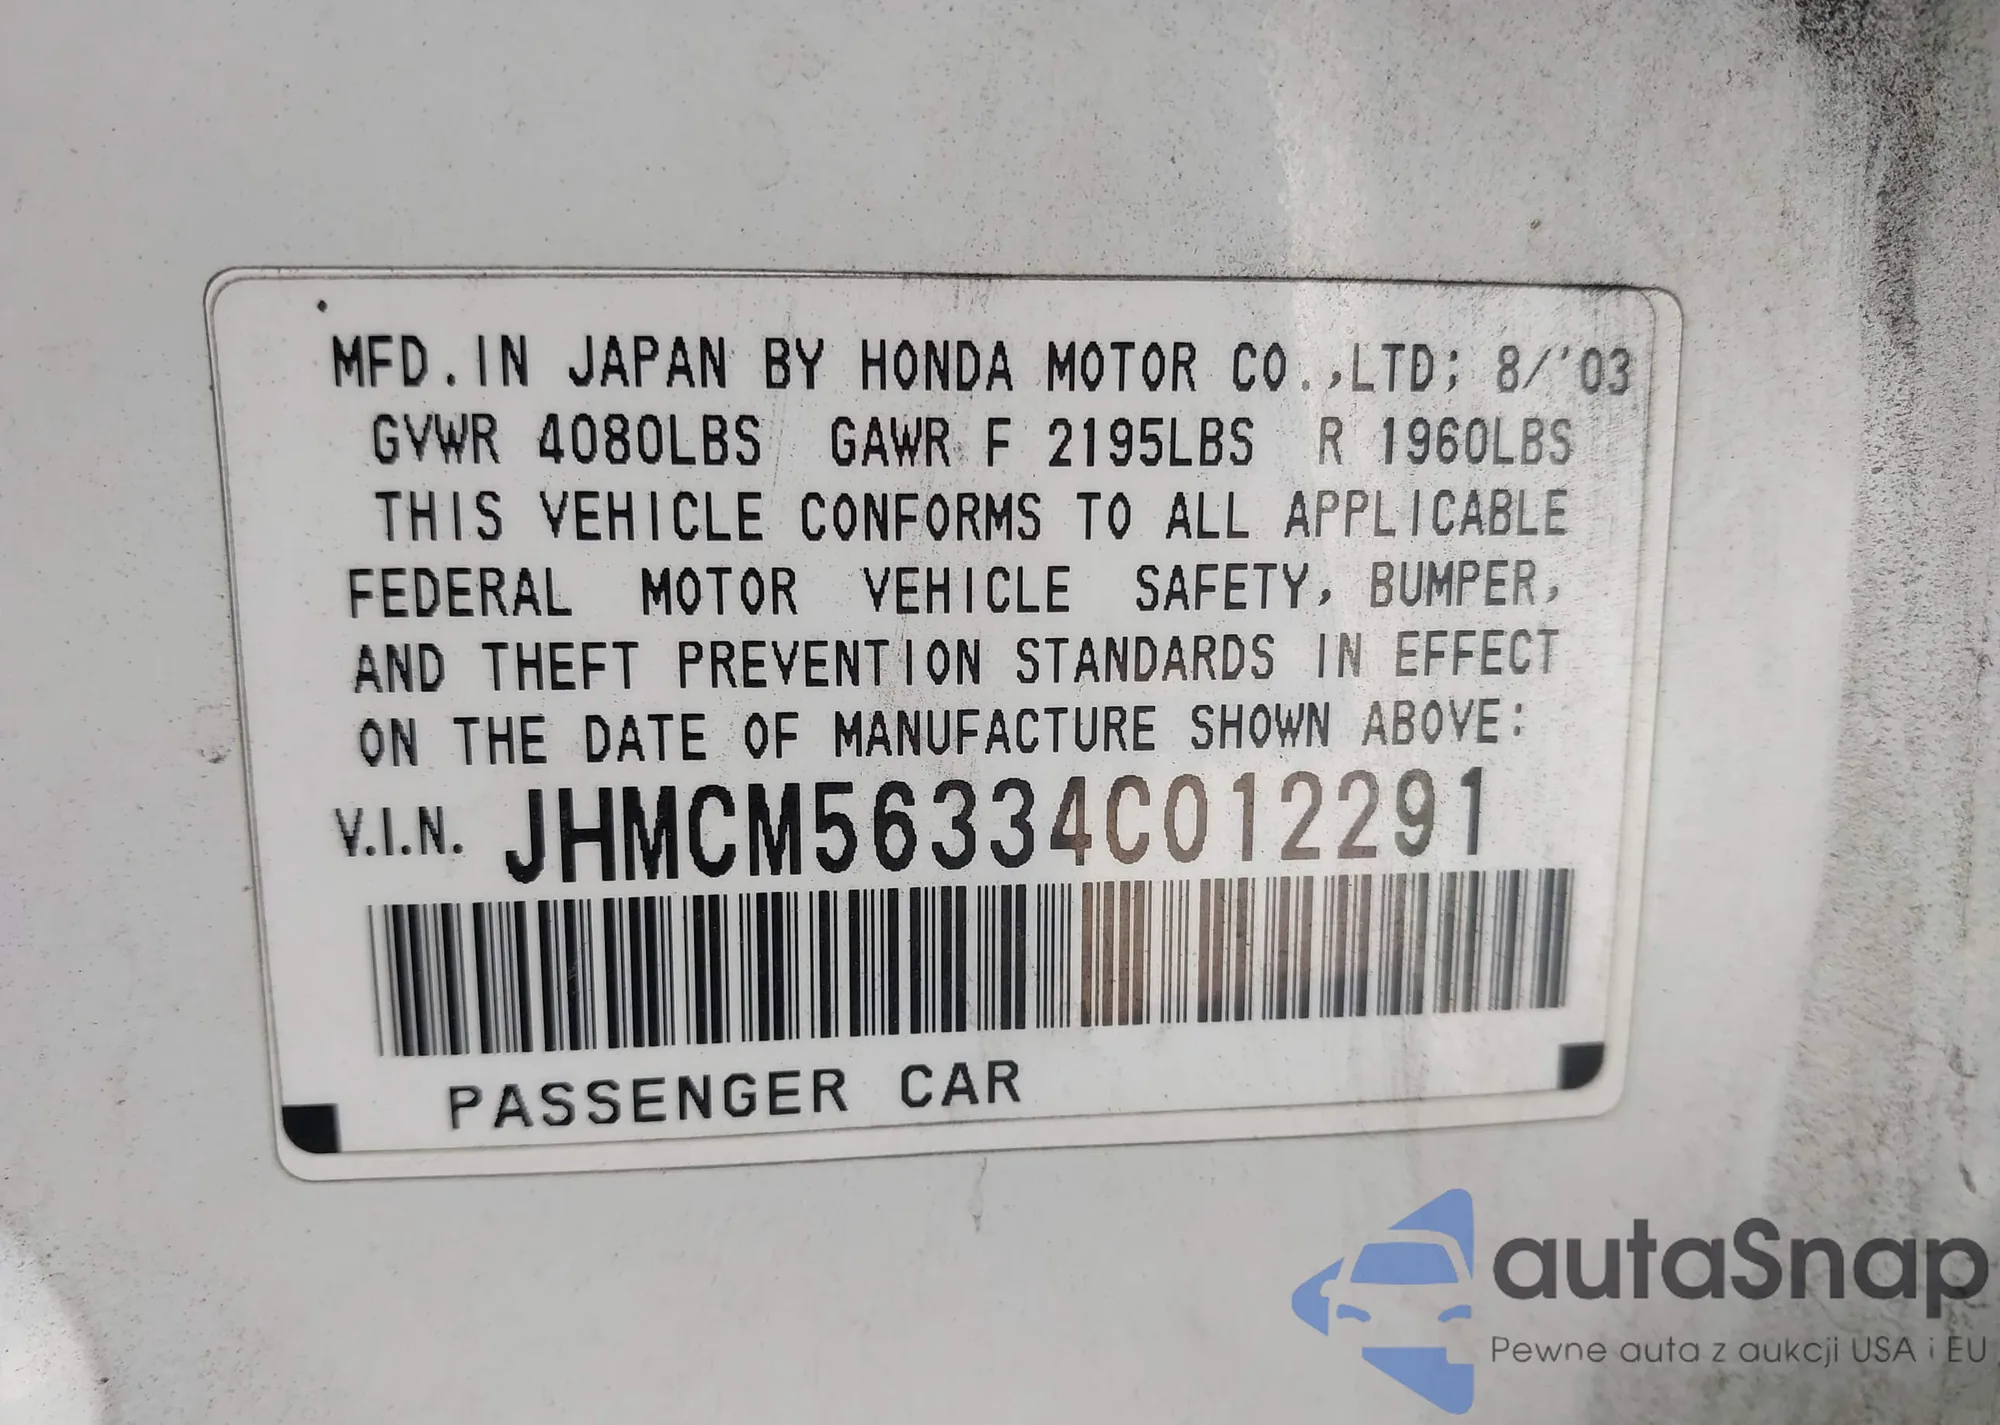 MFD.IN JAPAN BY HONDA MOTOR CO.,LTD; 8/'03
GVWR 4080LBS GAWR F 2195LBS R 1960LBS
THIS VEHICLE CONFORMS TO ALL APPLICABLE
FEDERAL MOTOR VEHICLE SAFETY, BUMPER,
AND THEFT PREVENTION STANDARDS IN EFFECT
ON THE DATE OF MANUFACTURE SHOWN ABOVE:
V.I.N. JHMCM56334C012291
PASSENGER CAR
autaSnap
Pewne auta z aukcji USA i EU